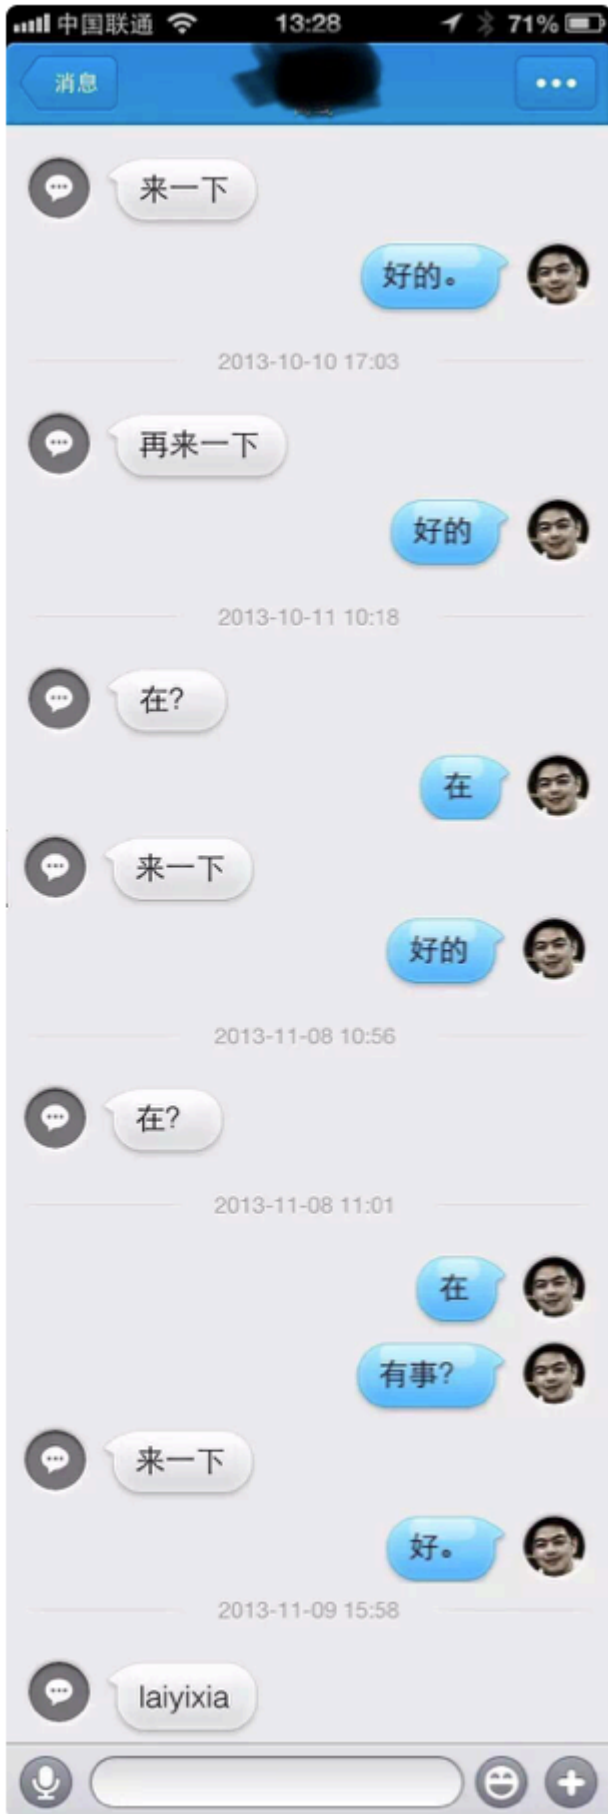 中国联通
13:28
71%
消息
来一下
好的。
2013-10-10 17:03
再来一下
好的
2013-10-11 10:18
在?
在
来一下
好的
2013-11-08 10:56
在?
2013-11-08 11:01
在
有事?
来一下
好。
2013-11-09 15:58
laiyixia